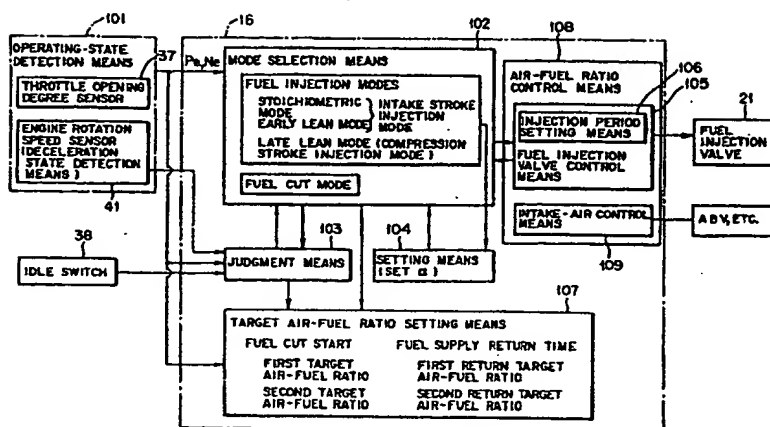 101
OPERATING-STATE
DETECTION MEANS
37
THROTTLE OPENING
DEGREE SENSOR
ENGINE ROTATION
SPEED SENSOR
(DECELERATION
STATE DETECTION
MEANS)
41
38
IDLE SWITCH
16
Pe,Ne
102
MODE SELECTION MEANS
FUEL INJECTION MODES
STOICHIOMETRIC
MODE
EARLY LEAN MODE
INTAKE STROKE
INJECTION
MODE
LATE LEAN MODE (COMPRESSION
STROKE INJECTION MODE)
FUEL CUT MODE
103
JUDGMENT MEANS
104
SETTING MEANS
(SET α)
107
TARGET AIR-FUEL RATIO SETTING MEANS
FUEL CUT START
FIRST TARGET
AIR-FUEL RATIO
SECOND TARGET
AIR-FUEL RATIO
FUEL SUPPLY RETURN TIME
FIRST RETURN TARGET
AIR-FUEL RATIO
SECOND RETURN TARGET
AIR-FUEL RATIO
108
AIR-FUEL RATIO
CONTROL MEANS
106
105
INJECTION PERIOD
SETTING MEANS
FUEL INJECTION
VALVE CONTROL
MEANS
INTAKE-AIR CONTROL
MEANS
109
21
FUEL
INJECTION
VALVE
ABV, ETC.